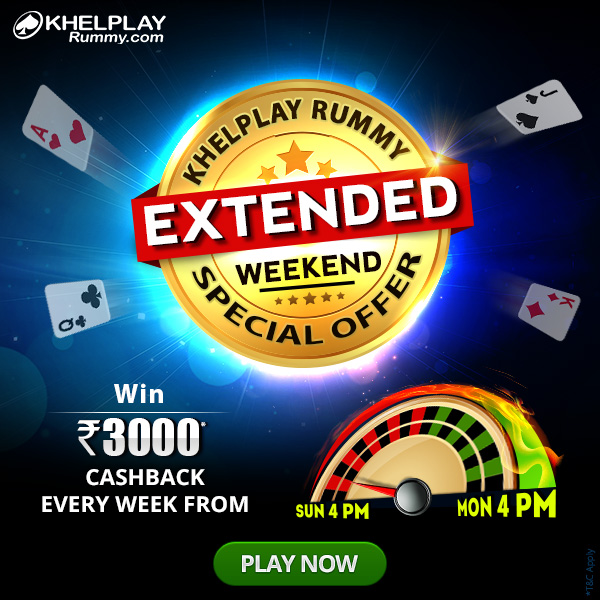 KHELPLAY
Rummy.com
KHELPLAY RUMMY
EXTENDED
WEEKEND
SPECIAL OFFER
A
J
Q
K
Win
₹3000*
CASHBACK
EVERY WEEK FROM
SUN 4 PM
MON 4 PM
PLAY NOW
*T&C Apply